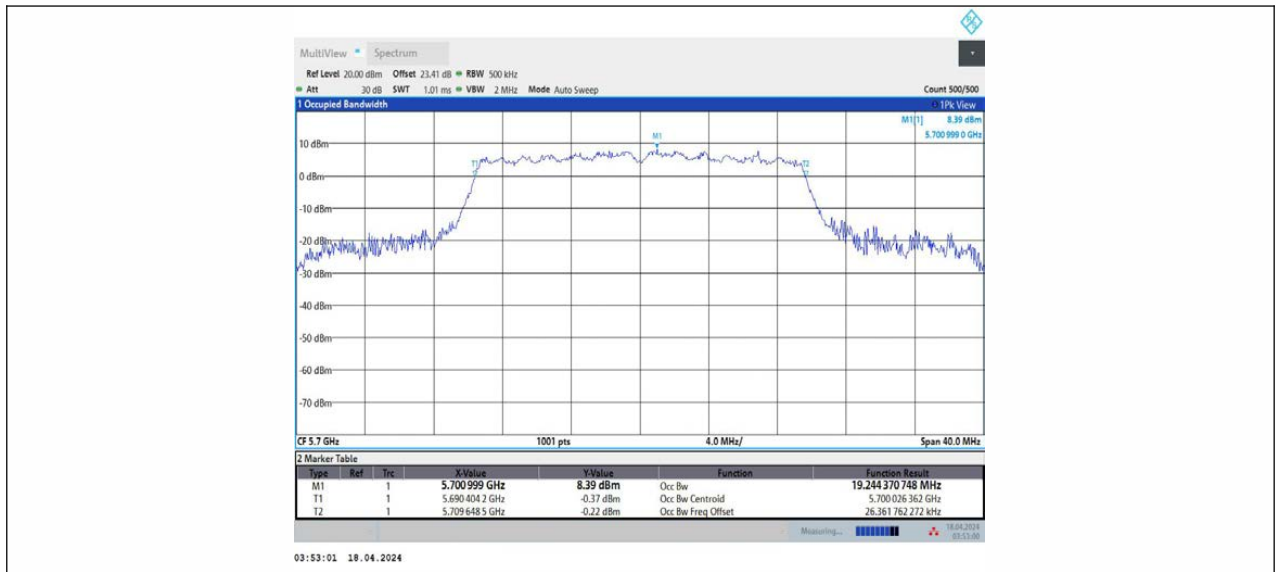 MultiView Spectrum
Ref Level 20.00 dBm Offset 23.41 dB RBW 500 kHz
Att 30 dB SWT 1.01 ms VBW 2 MHz Mode Auto Sweep Count 500/500
1 Occupied Bandwidth 1Pk View
M1[1] 8.39 dBm
5.700 999 0 GHz
M1
10 dBm
T1 T2
0 dBm
-10 dBm
-20 dBm
-30 dBm
-40 dBm
-50 dBm
-60 dBm
-70 dBm
CF 5.7 GHz 1001 pts 4.0 MHz/ Span 40.0 MHz
2 Marker Table
Type Ref Trc X-Value Y-Value Function Function Result
M1 1 5.700 999 GHz 8.39 dBm Occ Bw 19.244 370 748 MHz
T1 1 5.690 404 2 GHz -0.37 dBm Occ Bw Centroid 5.700 026 362 GHz
T2 1 5.709 648 5 GHz -0.22 dBm Occ Bw Freq Offset 26.361 762 272 kHz
Measuring... 18.04.2024
03:53:00
03:53:01 18.04.2024